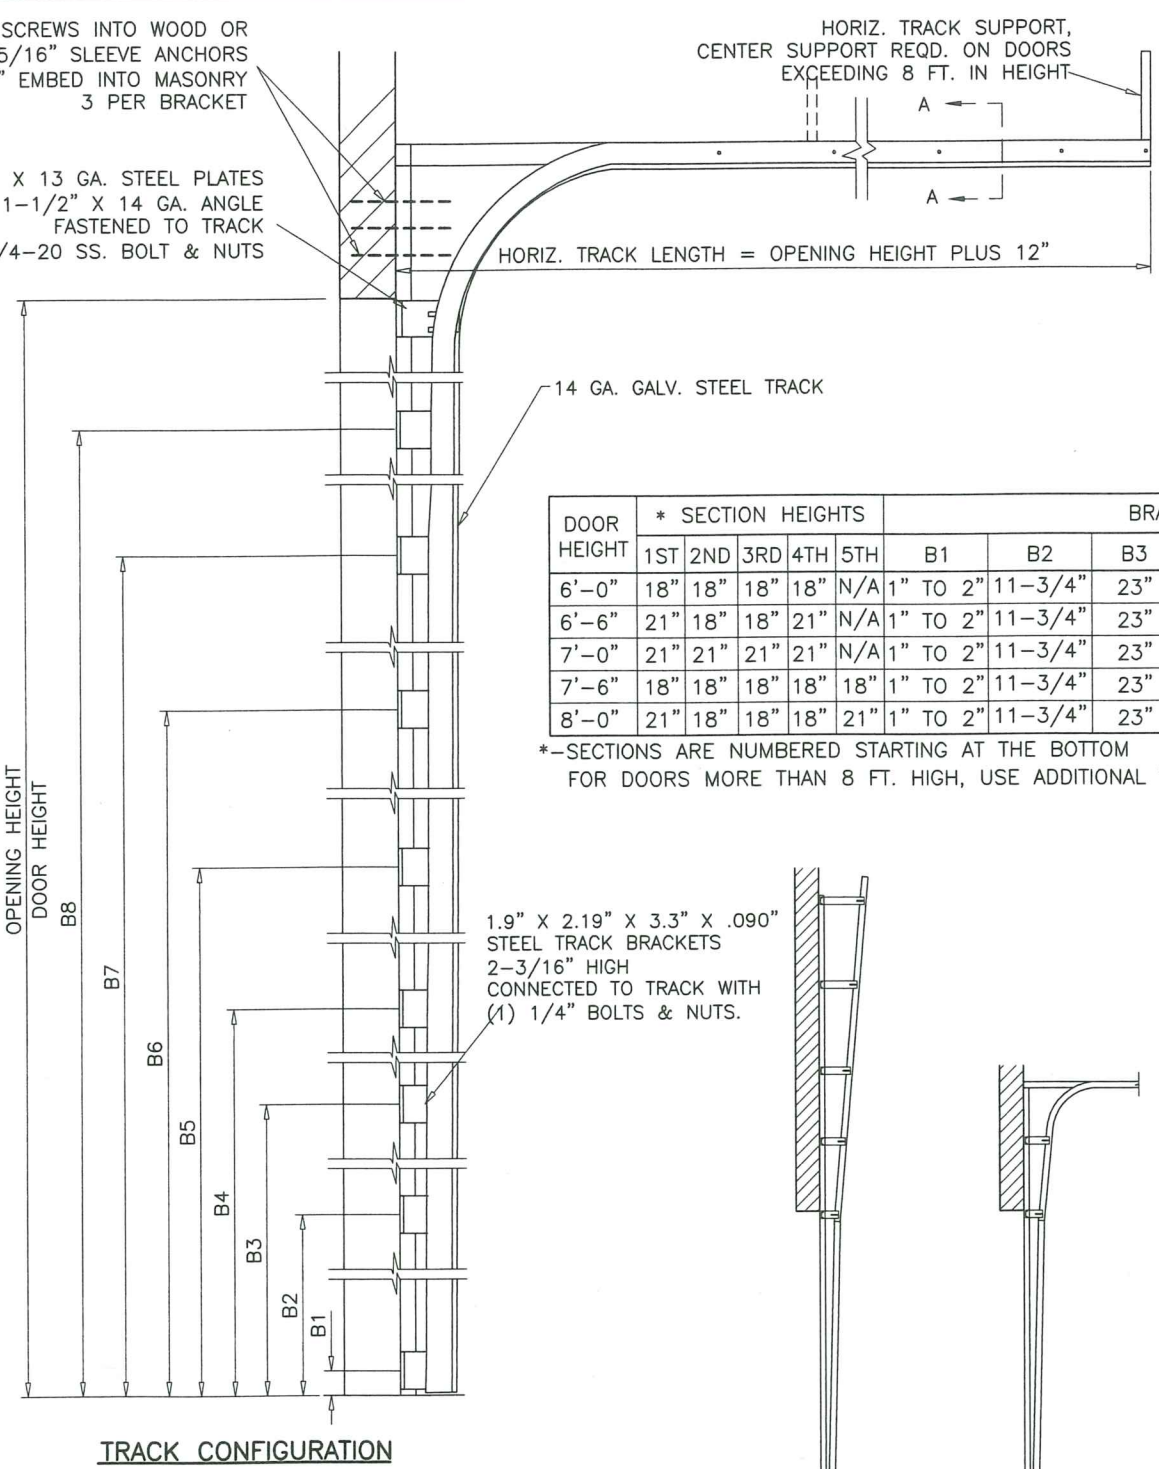 SCREWS INTO WOOD OR
5/16" SLEEVE ANCHORS
" EMBED INTO MASONRY
3 PER BRACKET
HORIZ. TRACK SUPPORT,
CENTER SUPPORT REQD. ON DOORS
EXCEEDING 8 FT. IN HEIGHT
A
A
X 13 GA. STEEL PLATES
1-1/2" X 14 GA. ANGLE
FASTENED TO TRACK
/4-20 SS. BOLT & NUTS
HORIZ. TRACK LENGTH = OPENING HEIGHT PLUS 12"
14 GA. GALV. STEEL TRACK
DOOR HEIGHT * SECTION HEIGHTS
1ST 2ND 3RD 4TH 5TH B1 B2 B3
6'-0" 18" 18" 18" 18" N/A 1" TO 2" 11-3/4" 23"
6'-6" 21" 18" 18" 21" N/A 1" TO 2" 11-3/4" 23"
7'-0" 21" 21" 21" 21" N/A 1" TO 2" 11-3/4" 23"
7'-6" 18" 18" 18" 18" 18" 1" TO 2" 11-3/4" 23"
8'-0" 21" 18" 18" 18" 21" 1" TO 2" 11-3/4" 23"
*-SECTIONS ARE NUMBERED STARTING AT THE BOTTOM
FOR DOORS MORE THAN 8 FT. HIGH, USE ADDITIONAL
OPENING HEIGHT
DOOR HEIGHT
B8
B7
B6
B5
B4
B3
B2
B1
1.9" X 2.19" X 3.3" X .090"
STEEL TRACK BRACKETS
2-3/16" HIGH
CONNECTED TO TRACK WITH
(1) 1/4" BOLTS & NUTS.
TRACK CONFIGURATION